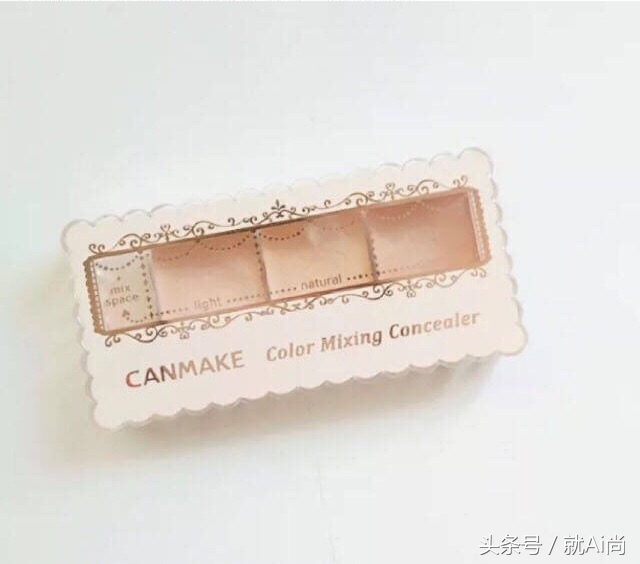 mix
space
light
natural
CANMAKE Color Mixing Concealer
头条号 / 就Ai尚